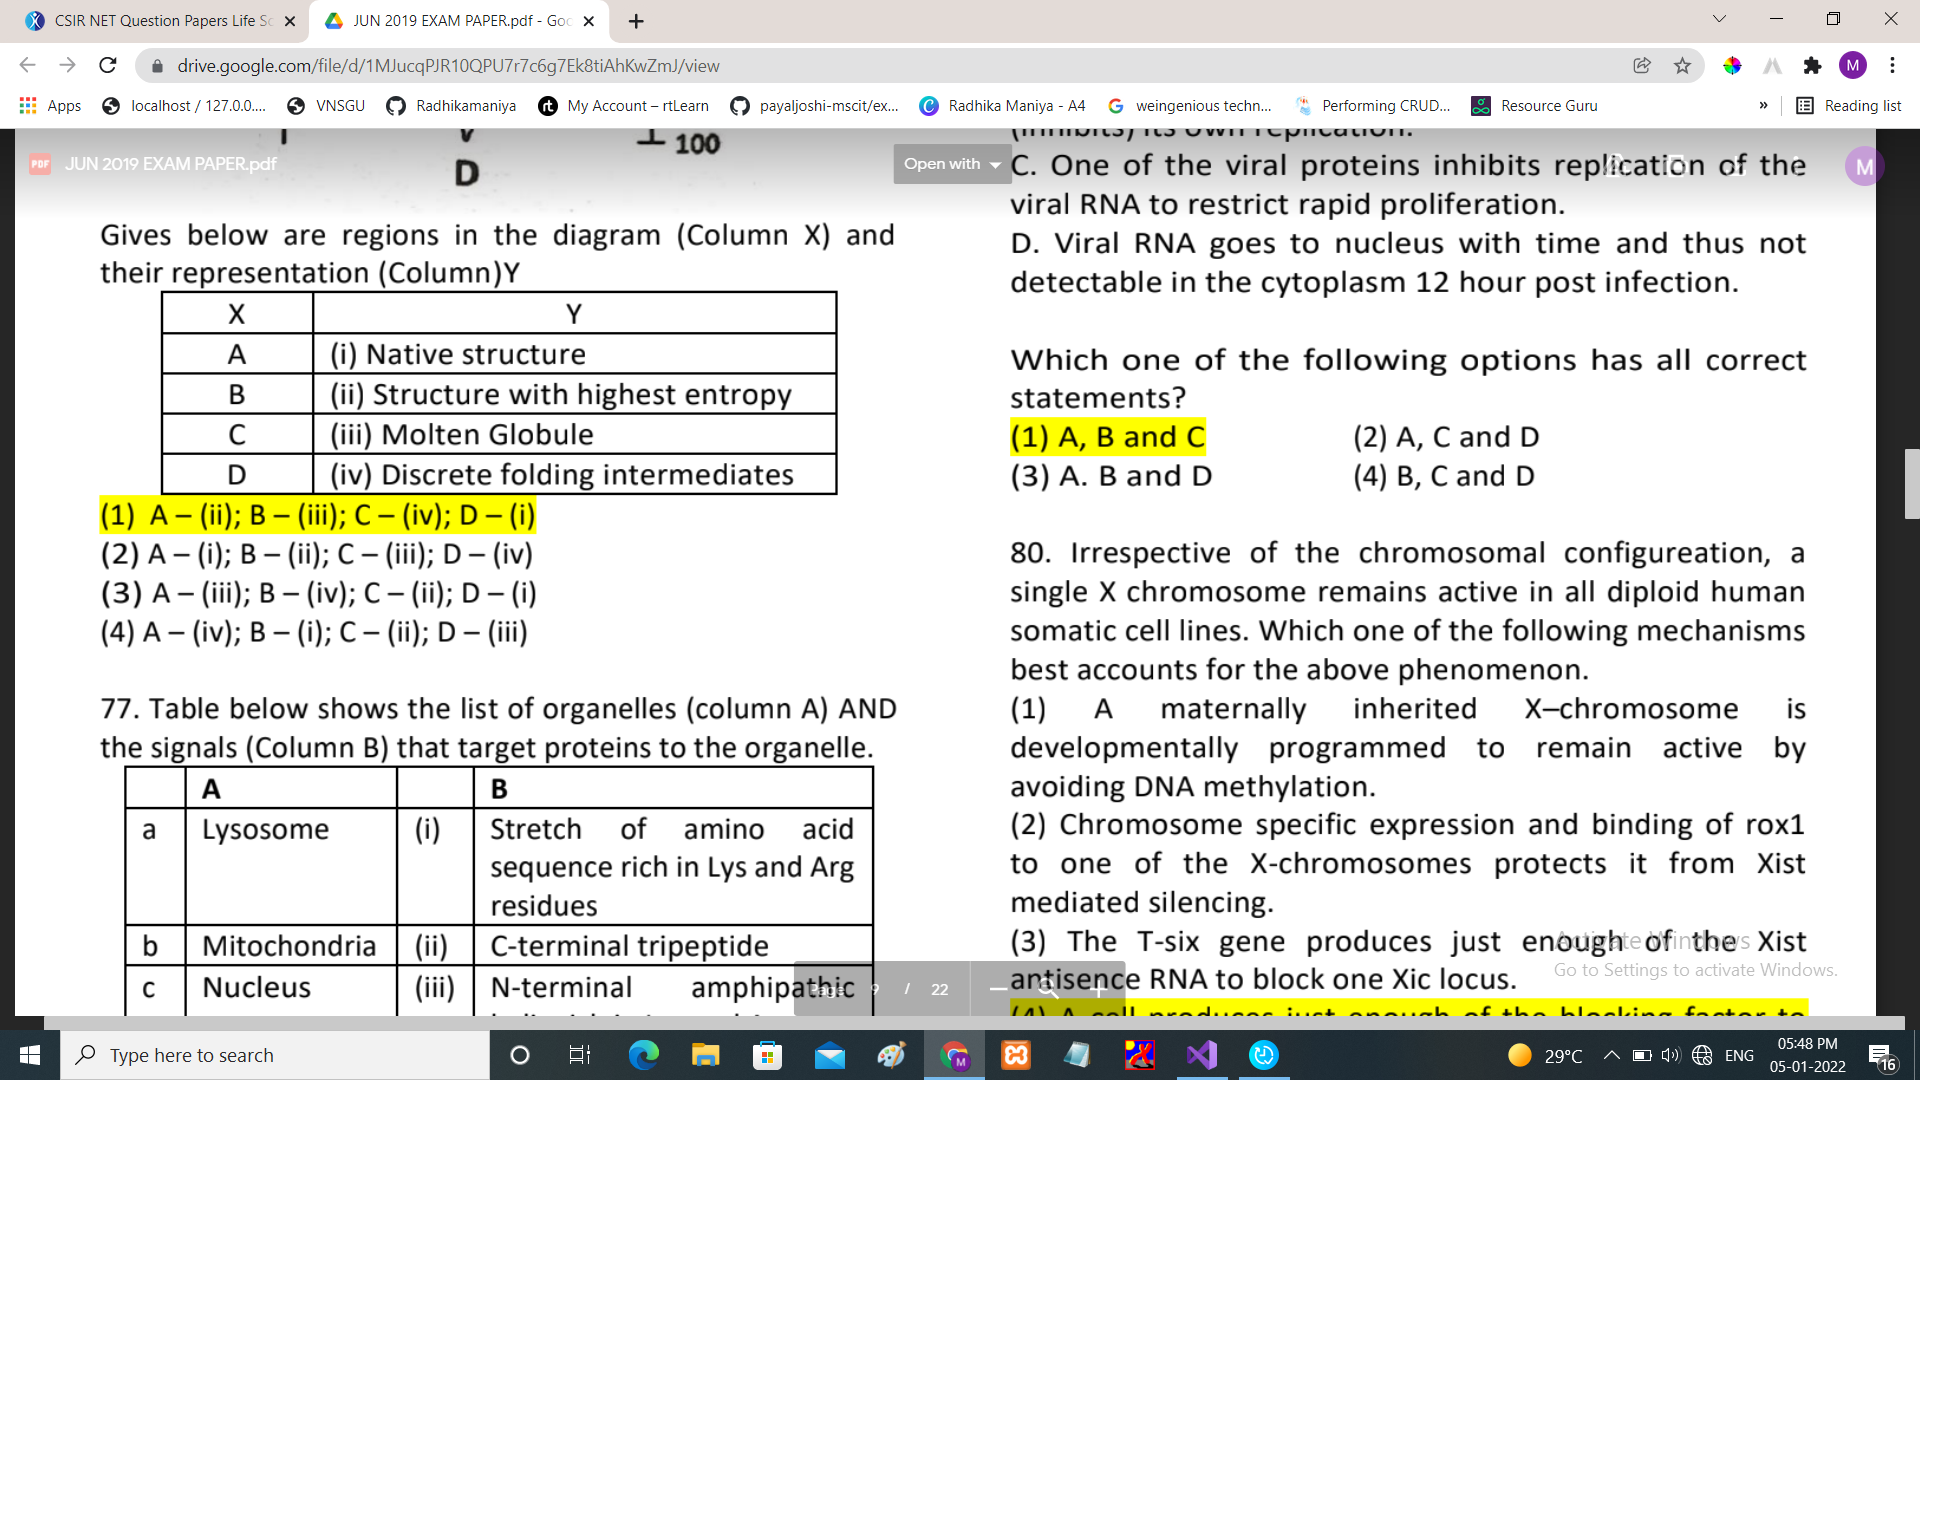 CSIR NET Question Papers Life Sc
JUN 2019 EXAM PAPER.pdf - Goo
drive.google.com/file/d/1MJucqPJR10QPU7r7c6g7Ek8tiAhKwZmJ/view
M
Apps
localhost / 127.0.0....
VNSGU
Radhikamaniya
rt My Account – rtLearn
payaljoshi-mscit/ex...
Radhika Maniya - A4
weingenious techn...
Performing CRUD...
Resource Guru
»
Reading list
PDF JUN 2019 EXAM PAPER.pdf
Open with
M
100
D
Gives below are regions in the diagram (Column X) and
their representation (Column)Y
X Y
A (i) Native structure
B (ii) Structure with highest entropy
C (iii) Molten Globule
D (iv) Discrete folding intermediates
(1) A – (ii); B – (iii); C – (iv); D – (i)
(2) A – (i); B – (ii); C – (iii); D – (iv)
(3) A – (iii); B – (iv); C – (ii); D – (i)
(4) A – (iv); B – (i); C – (ii); D – (iii)
77. Table below shows the list of organelles (column A) AND
the signals (Column B) that target proteins to the organelle.
A B
a Lysosome (i) Stretch of amino acid
sequence rich in Lys and Arg
residues
b Mitochondria (ii) C-terminal tripeptide
c Nucleus (iii) N-terminal amphipathic
(inhibits) its own replication.
C. One of the viral proteins inhibits replication of the
viral RNA to restrict rapid proliferation.
D. Viral RNA goes to nucleus with time and thus not
detectable in the cytoplasm 12 hour post infection.
Which one of the following options has all correct
statements?
(1) A, B and C (2) A, C and D
(3) A. B and D (4) B, C and D
80. Irrespective of the chromosomal configureation, a
single X chromosome remains active in all diploid human
somatic cell lines. Which one of the following mechanisms
best accounts for the above phenomenon.
(1) A maternally inherited X–chromosome is
developmentally programmed to remain active by
avoiding DNA methylation.
(2) Chromosome specific expression and binding of rox1
to one of the X-chromosomes protects it from Xist
mediated silencing.
(3) The T-six gene produces just enough of the Xist
antisence RNA to block one Xic locus.
(4) A cell produces just enough of the blocking factor to
Page 9 / 22
Activate Windows
Go to Settings to activate Windows.
Type here to search
M
29°C
ENG
05:48 PM
05-01-2022
16